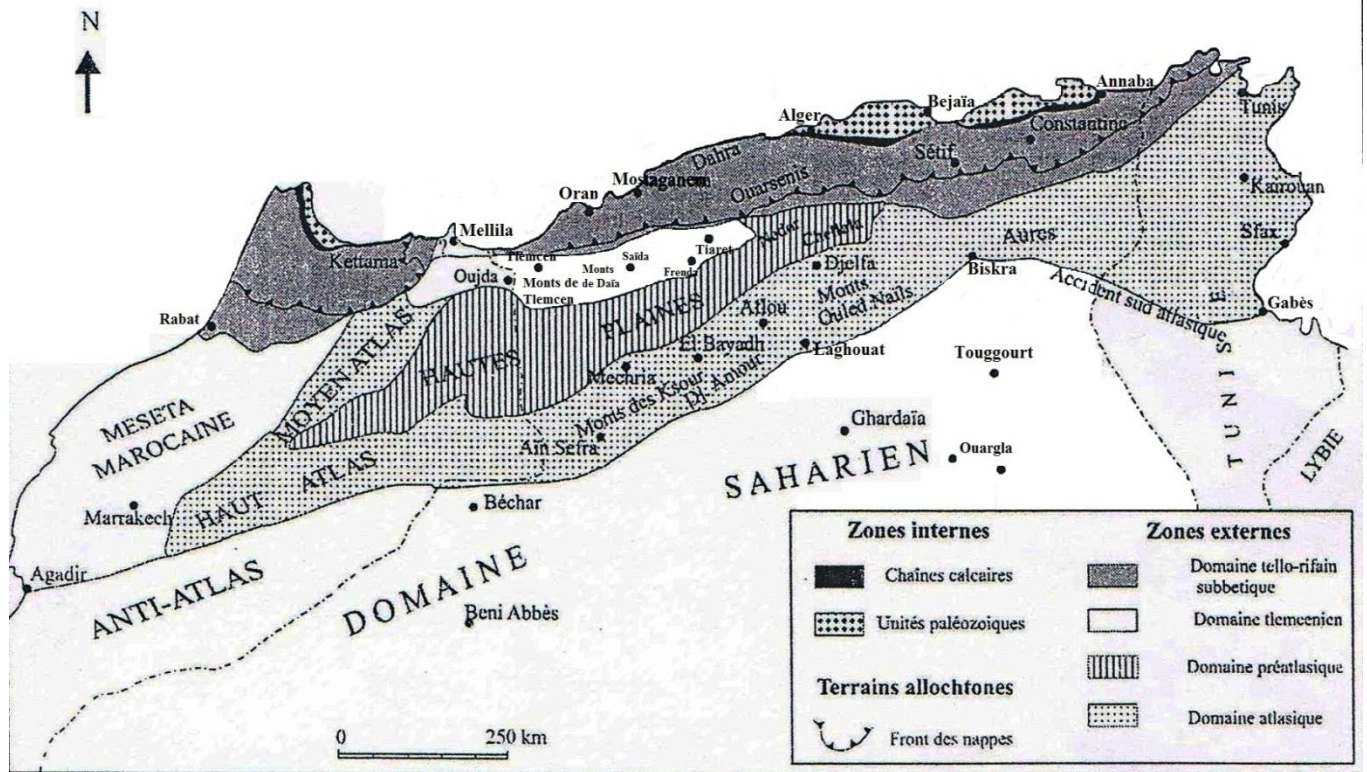 N
Annaba
Bejaïa
Tunis
Alger
Constantine
Dahra
Sétif
Mostaganem
Ouarsenis
Oran
Kairouan
Mellila
Sfax
Kettama
Aures
Tlemcen
Saïda
Tiaret
Nador
Chellala
Oujda
Monts de
Tlemcen
Monts
de Daïa
Frenda
Djelfa
Biskra
Accident sud atlasique
Gabès
Rabat
MOYEN ATLAS
HAUTES
PLAINES
Aflou
Monts
Ouled Naïls
El Bayadh
Laghouat
Touggourt
Mechria
Dj. Amour
Monts des Ksour
MESETA
MAROCAINE
Ain Sefra
Ghardaïa
Ouargla
TUNISIE
LYBIE
HAUT ATLAS
Marrakech
Béchar
DOMAINE SAHARIEN
Agadir
ANTI-ATLAS
Beni Abbès
0 250 km
Zones internes
Chaînes calcaires
Unités paléozoiques
Terrains allochtones
Front des nappes
Zones externes
Domaine tello-rifain
subbetique
Domaine tlemcenien
Domaine préatlasique
Domaine atlasique